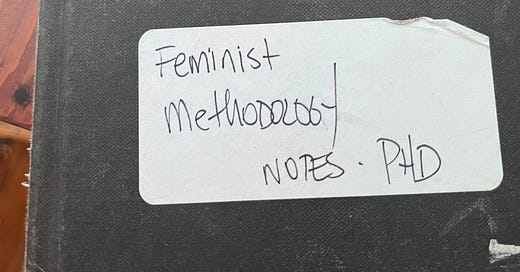 Feminist
Methodology
NOTES. PHD